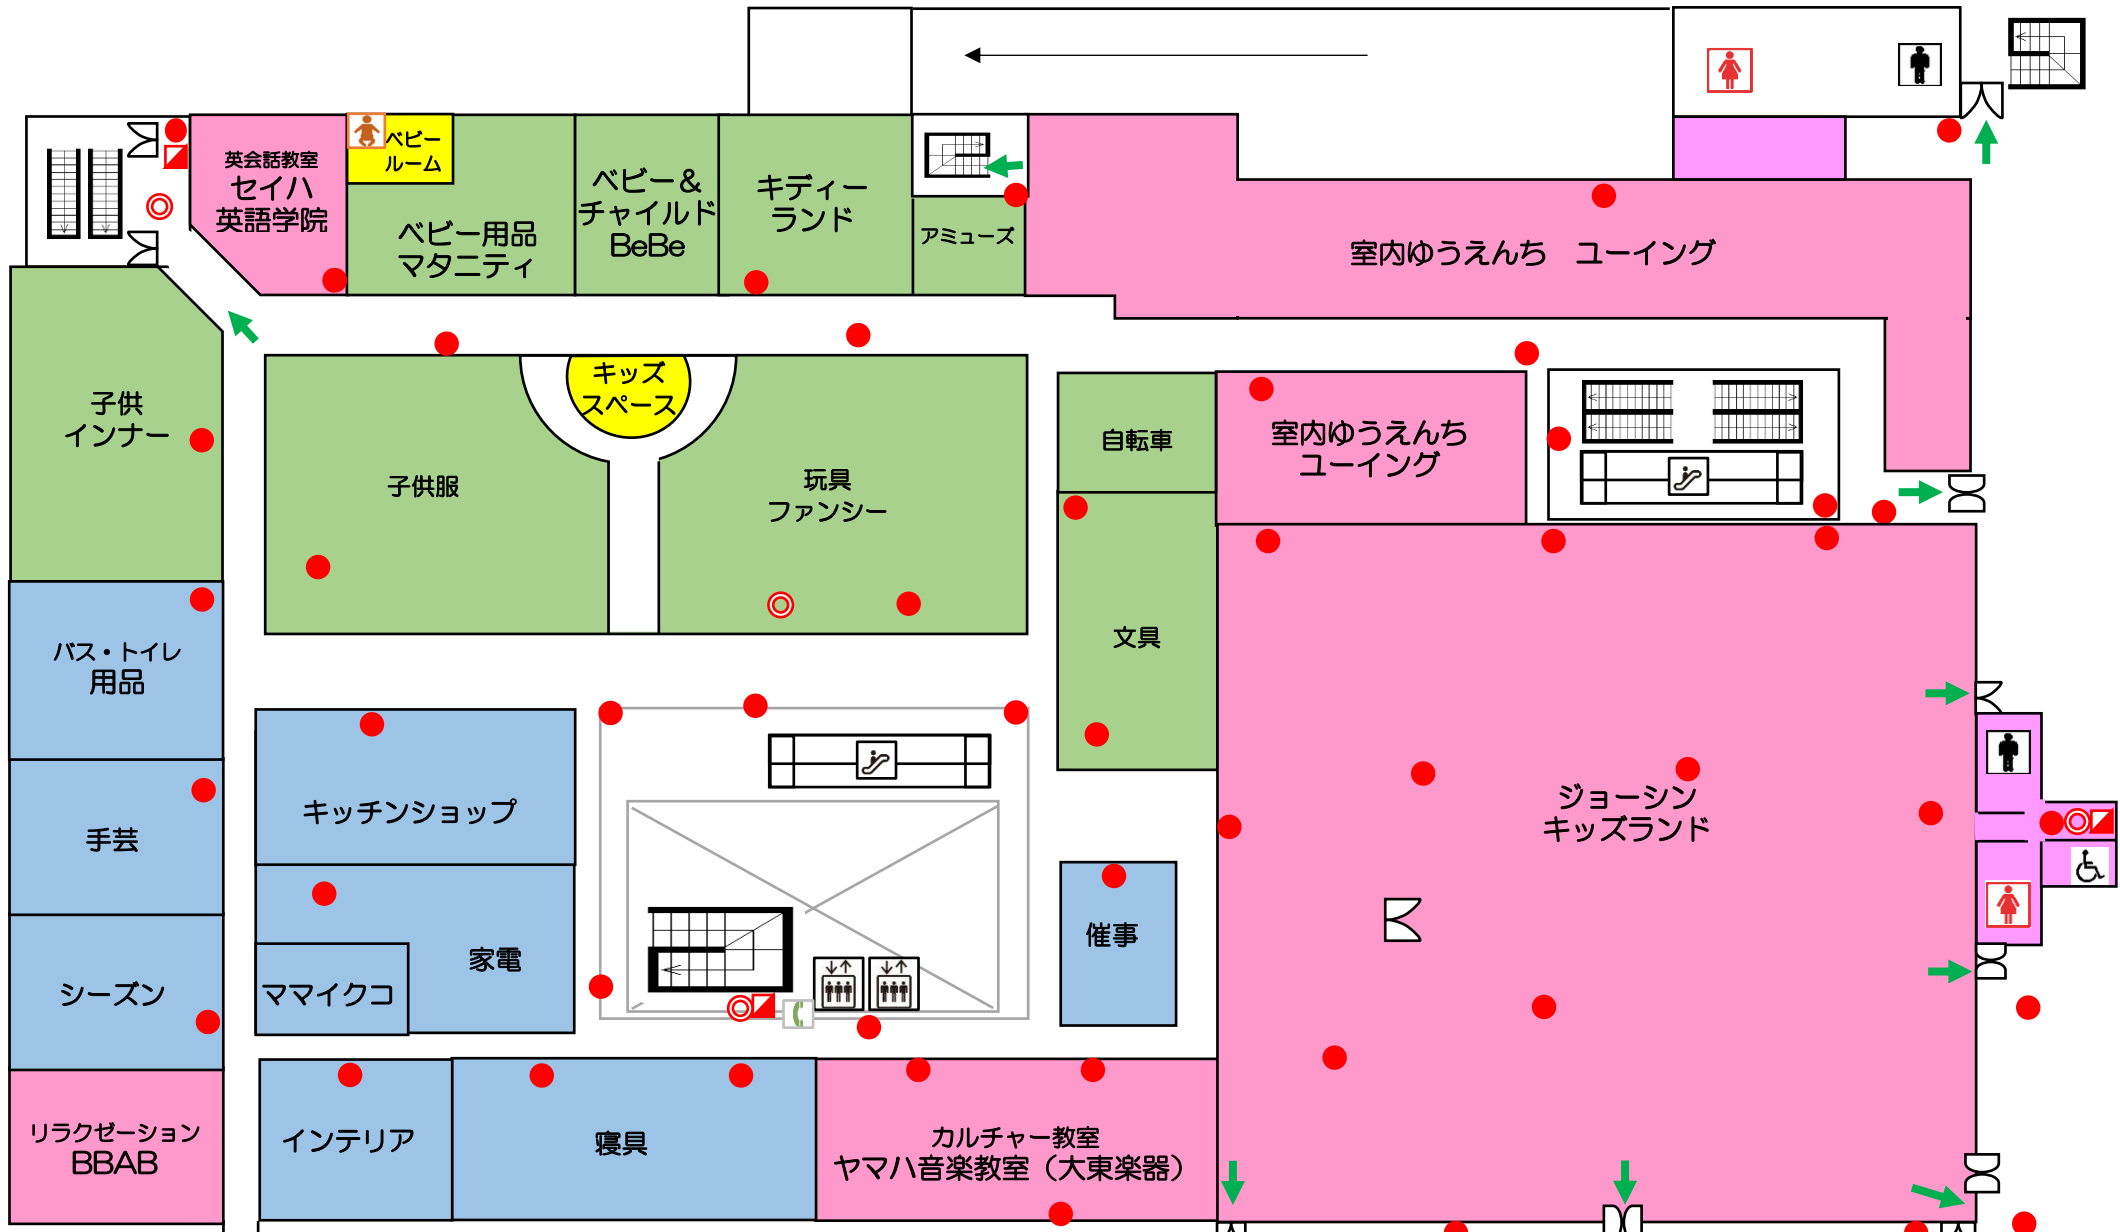 英会話教室
セイハ
英語学院
ベビー
ルーム
ベビー用品
マタニティ
ベビー＆
チャイルド
BeBe
キディー
ランド
アミューズ
室内ゆうえんち　ユーイング
子供
インナー
キッズ
スペース
子供服
玩具
ファンシー
自転車
室内ゆうえんち
ユーイング
文具
バス・トイレ
用品
キッチンショップ
手芸
ジョーシン
キッズランド
催事
家電
ママイクコ
シーズン
リラクゼーション
BBAB
インテリア
寝具
カルチャー教室
ヤマハ音楽教室（大東楽器）